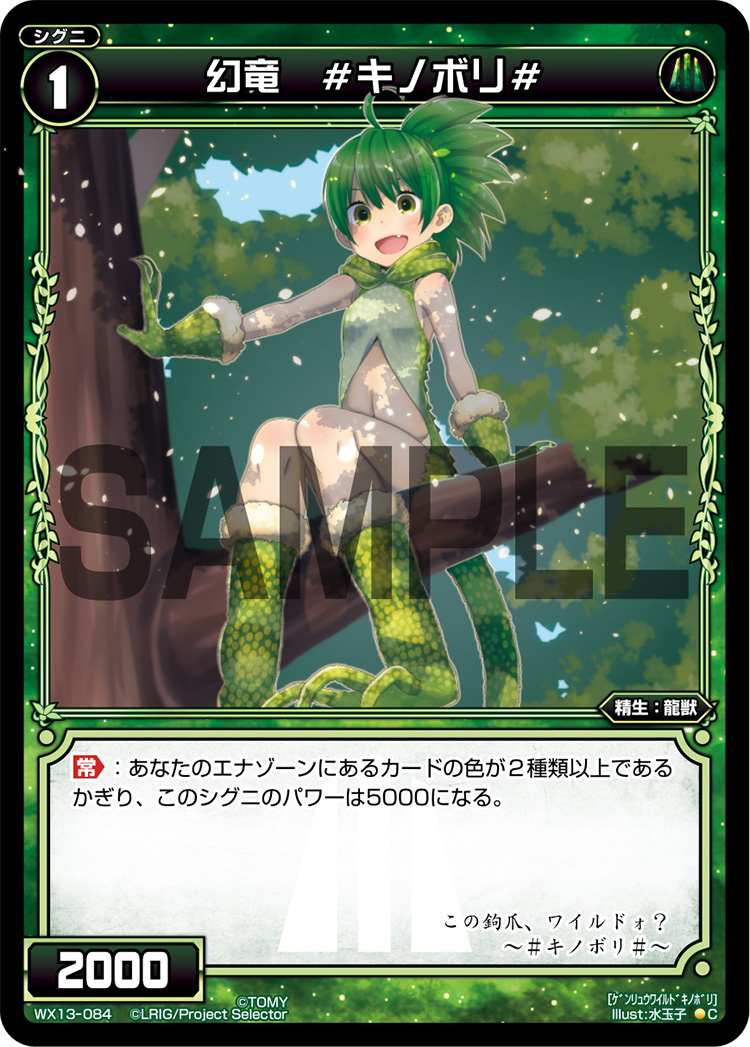 シグニ
1
幻竜 #キノボリ#
SAMPLE
精生:龍獣
常:あなたのエナゾーンにあるカードの色が2種類以上である
かぎり、このシグニのパワーは5000になる。
この鉤爪、ワイルドォ?
~#キノボリ#~
2000
WX13-084 ©LRIG/Project Selector
©TOMY
[ゲンリュウワイルドキノボリ]
Illust:水玉子 C